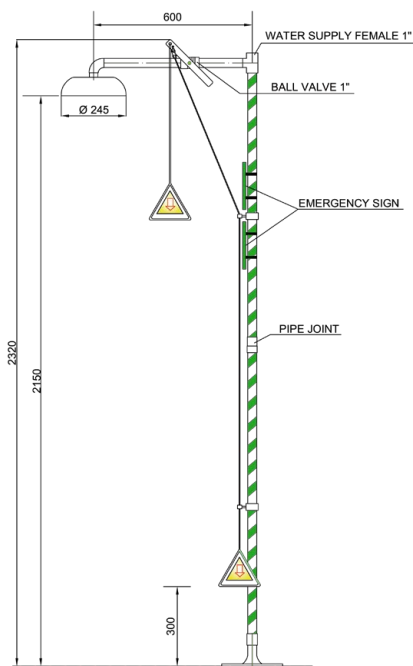 600
WATER SUPPLY FEMALE 1"
BALL VALVE 1"
Ø 245
EMERGENCY SIGN
PIPE JOINT
2320
2150
300